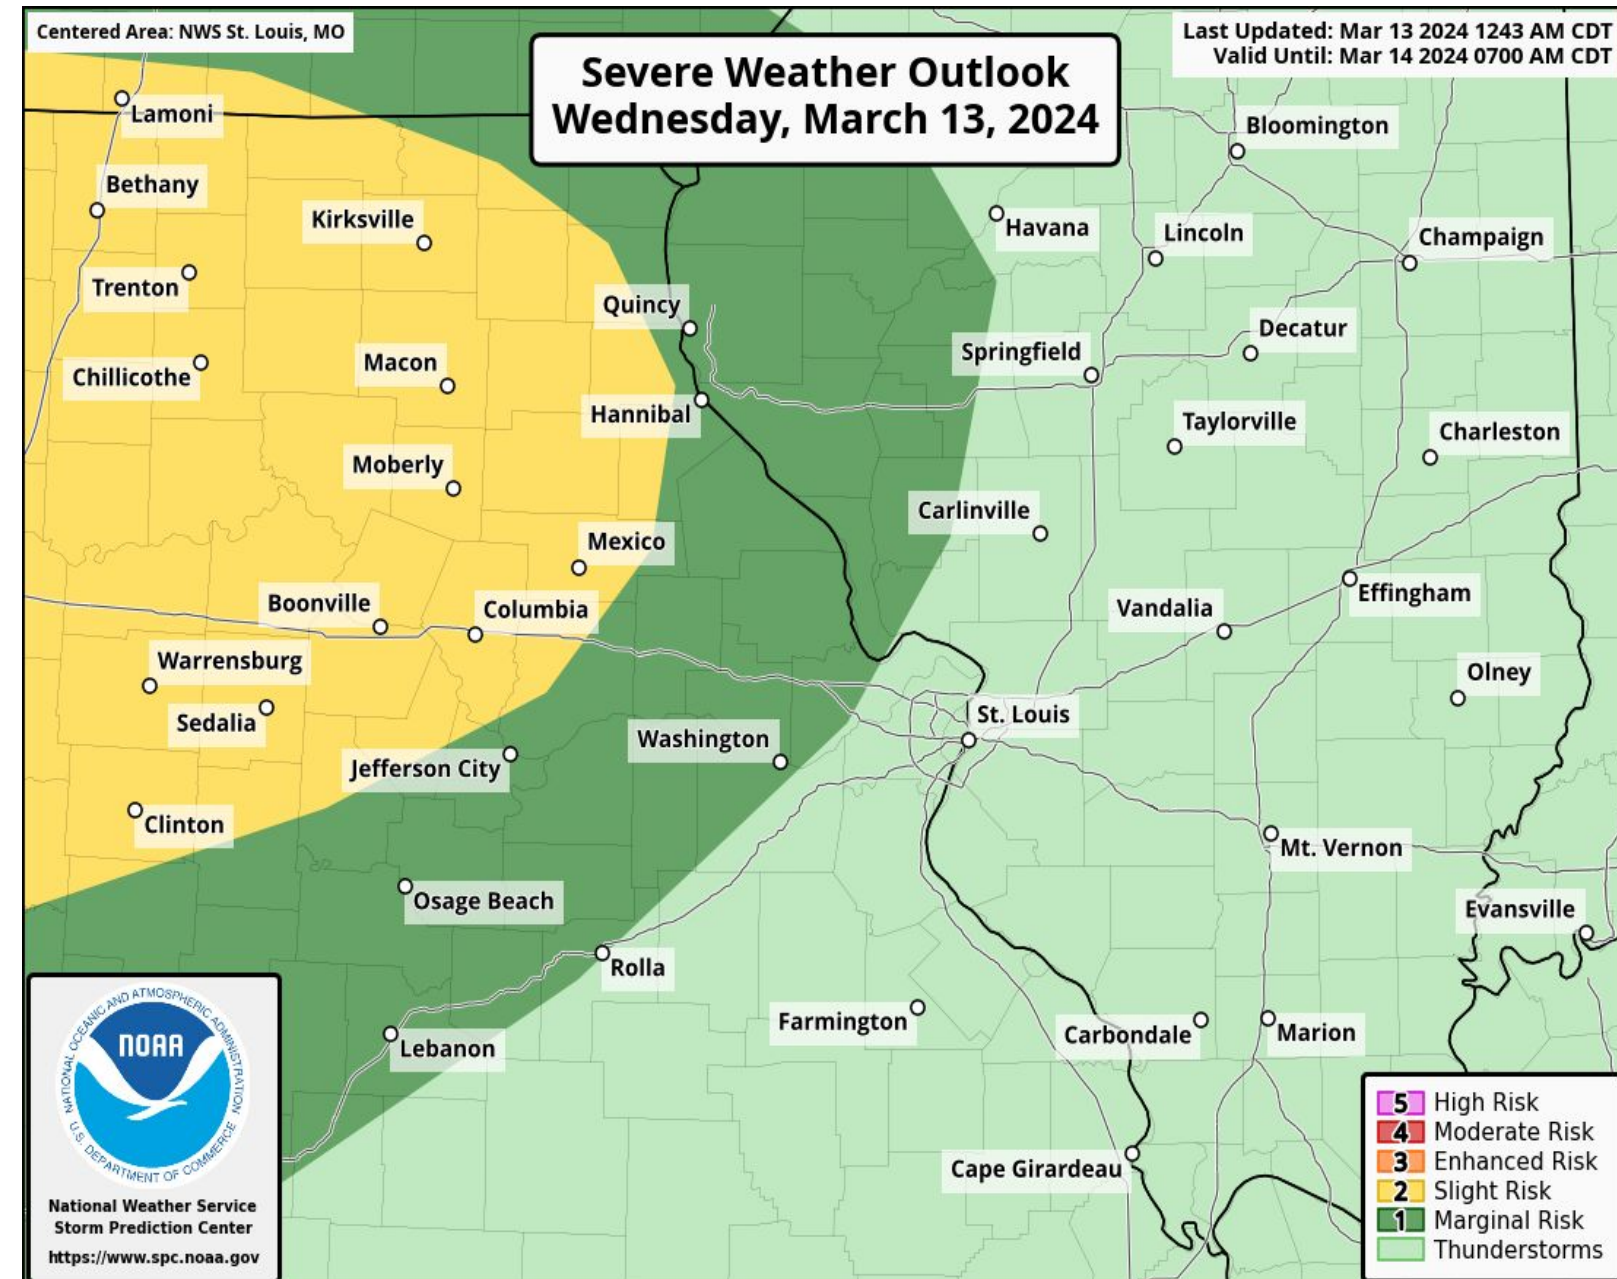 Centered Area: NWS St. Louis, MO
Last Updated: Mar 13 2024 1243 AM CDT
Valid Until: Mar 14 2024 0700 AM CDT
Severe Weather Outlook
Wednesday, March 13, 2024
Lamoni
Bloomington
Bethany
Kirksville
Havana
Lincoln
Champaign
Trenton
Quincy
Decatur
Springfield
Macon
Chillicothe
Hannibal
Taylorville
Charleston
Moberly
Carlinville
Mexico
Effingham
Boonville
Columbia
Vandalia
Warrensburg
Olney
Sedalia
St. Louis
Washington
Jefferson City
Clinton
Mt. Vernon
Osage Beach
Evansville
Rolla
Farmington
Carbondale
Marion
Lebanon
Cape Girardeau
NATIONAL OCEANIC AND ATMOSPHERIC ADMINISTRATION
NOAA
U.S. DEPARTMENT OF COMMERCE
National Weather Service
Storm Prediction Center
https://www.spc.noaa.gov
5 High Risk
4 Moderate Risk
3 Enhanced Risk
2 Slight Risk
1 Marginal Risk
Thunderstorms